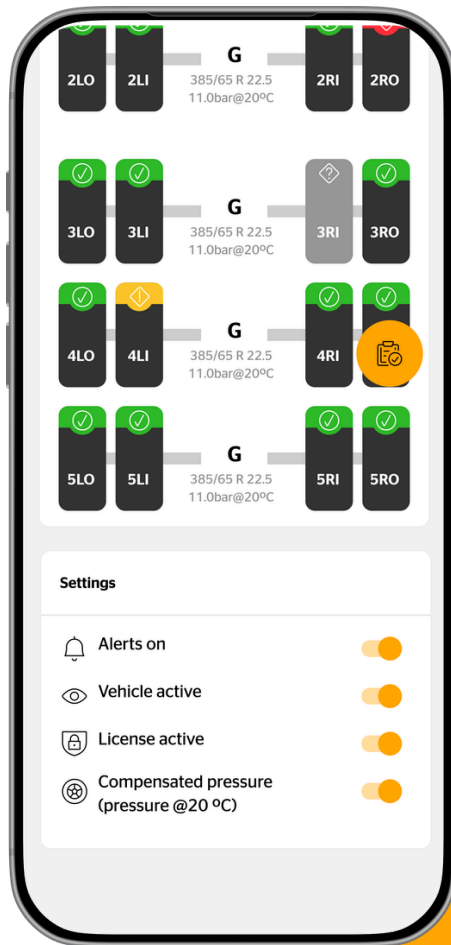 G
2LO 2LI 385/65 R 22.5 2RI 2RO
11.0bar@20ºC
G
3LO 3LI 385/65 R 22.5 3RI 3RO
11.0bar@20ºC
G
4LO 4LI 385/65 R 22.5 4RI
11.0bar@20ºC
G
5LO 5LI 385/65 R 22.5 5RI 5RO
11.0bar@20ºC
Settings
Alerts on
Vehicle active
License active
Compensated pressure
(pressure @20 ºC)